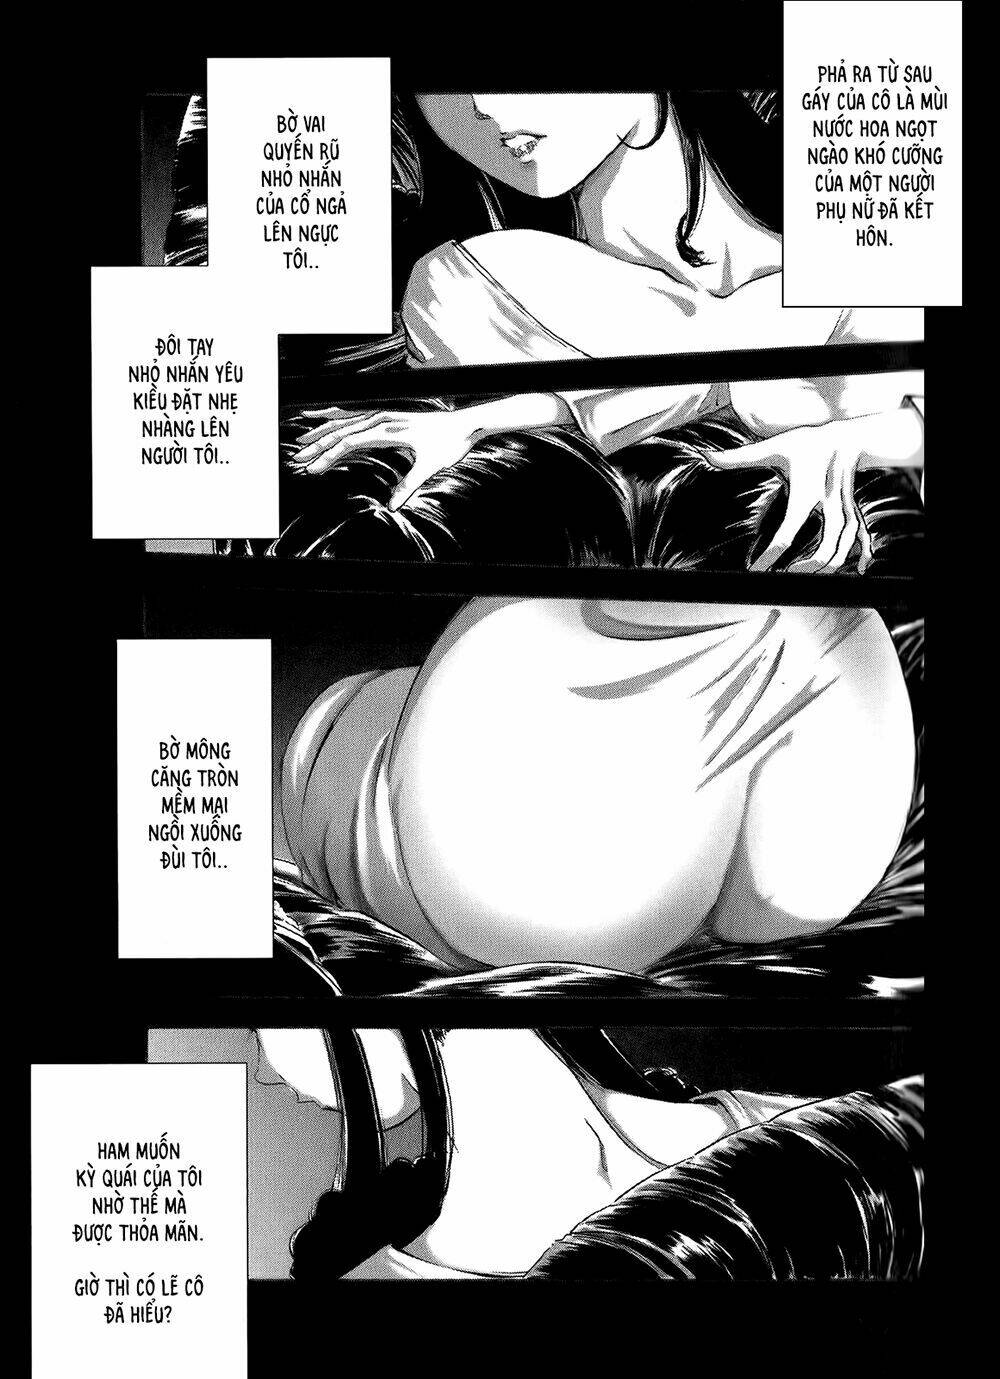 PHẢ RA TỪ SAU
GÁY CỦA CÔ LÀ MÙI
NƯỚC HOA NGỌT
NGÀO KHÓ CƯỠNG
CỦA MỘT NGƯỜI
PHỤ NỮ ĐÃ KẾT
HÔN.
BỜ VAI
QUYẾN RŨ
NHỎ NHẮN
CỦA CỔ NGẢ
LÊN NGỰC
TÔI..
ĐÔI TAY
NHỎ NHẮN YÊU
KIỀU ĐẶT NHẸ
NHÀNG LÊN
NGƯỜI TÔI..
BỜ MÔNG
CĂNG TRÒN
MỀM MẠI
NGỒI XUỐNG
ĐÙI TÔI..
HAM MUỐN
KỲ QUÁI CỦA TÔI
NHỜ THẾ MÀ
ĐƯỢC THỎA MÃN.
GIỜ THÌ CÓ LẼ CÔ
ĐÃ HIỂU?